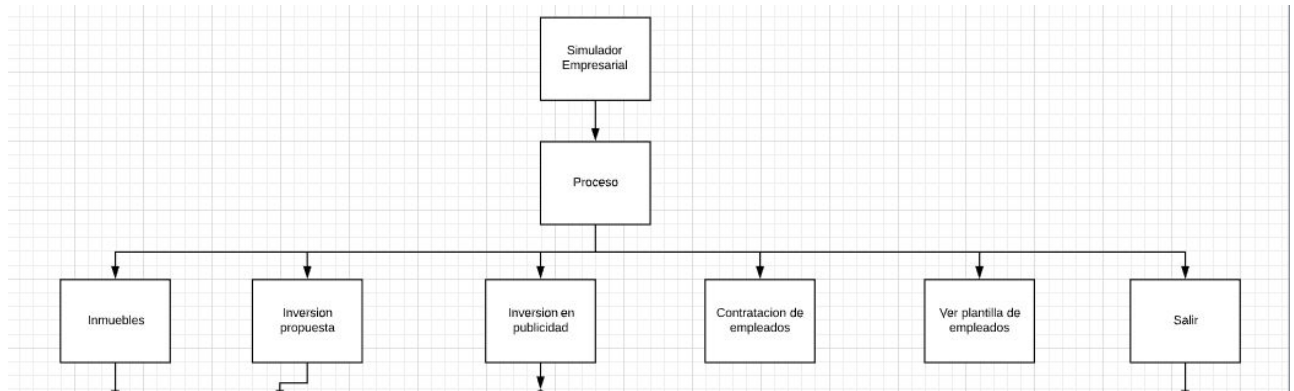 Simulador
Empresarial
Proceso
Inmuebles
Inversion
propuesta
Inversion en
publicidad
Contratacion de
empleados
Ver plantilla de
empleados
Salir